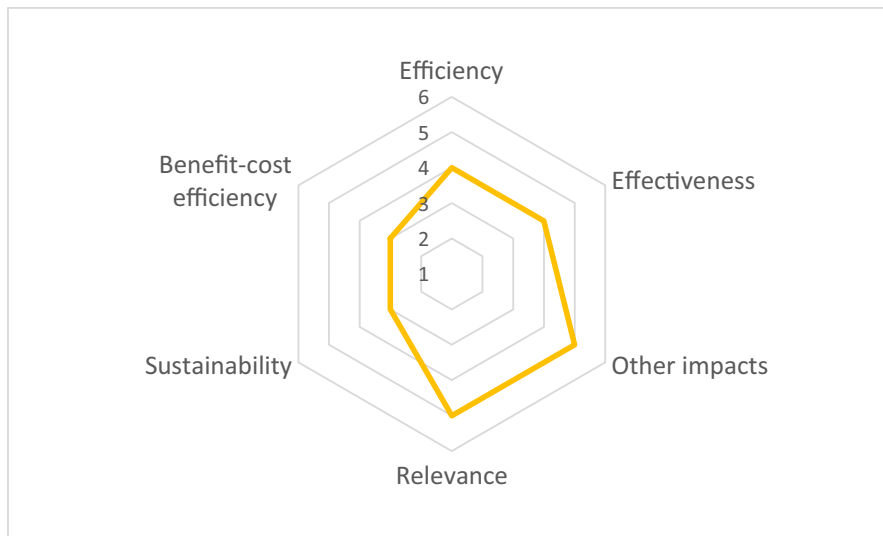 Efficiency
6
5
4
3
2
1
Effectiveness
Other impacts
Relevance
Sustainability
Benefit-cost
efficiency